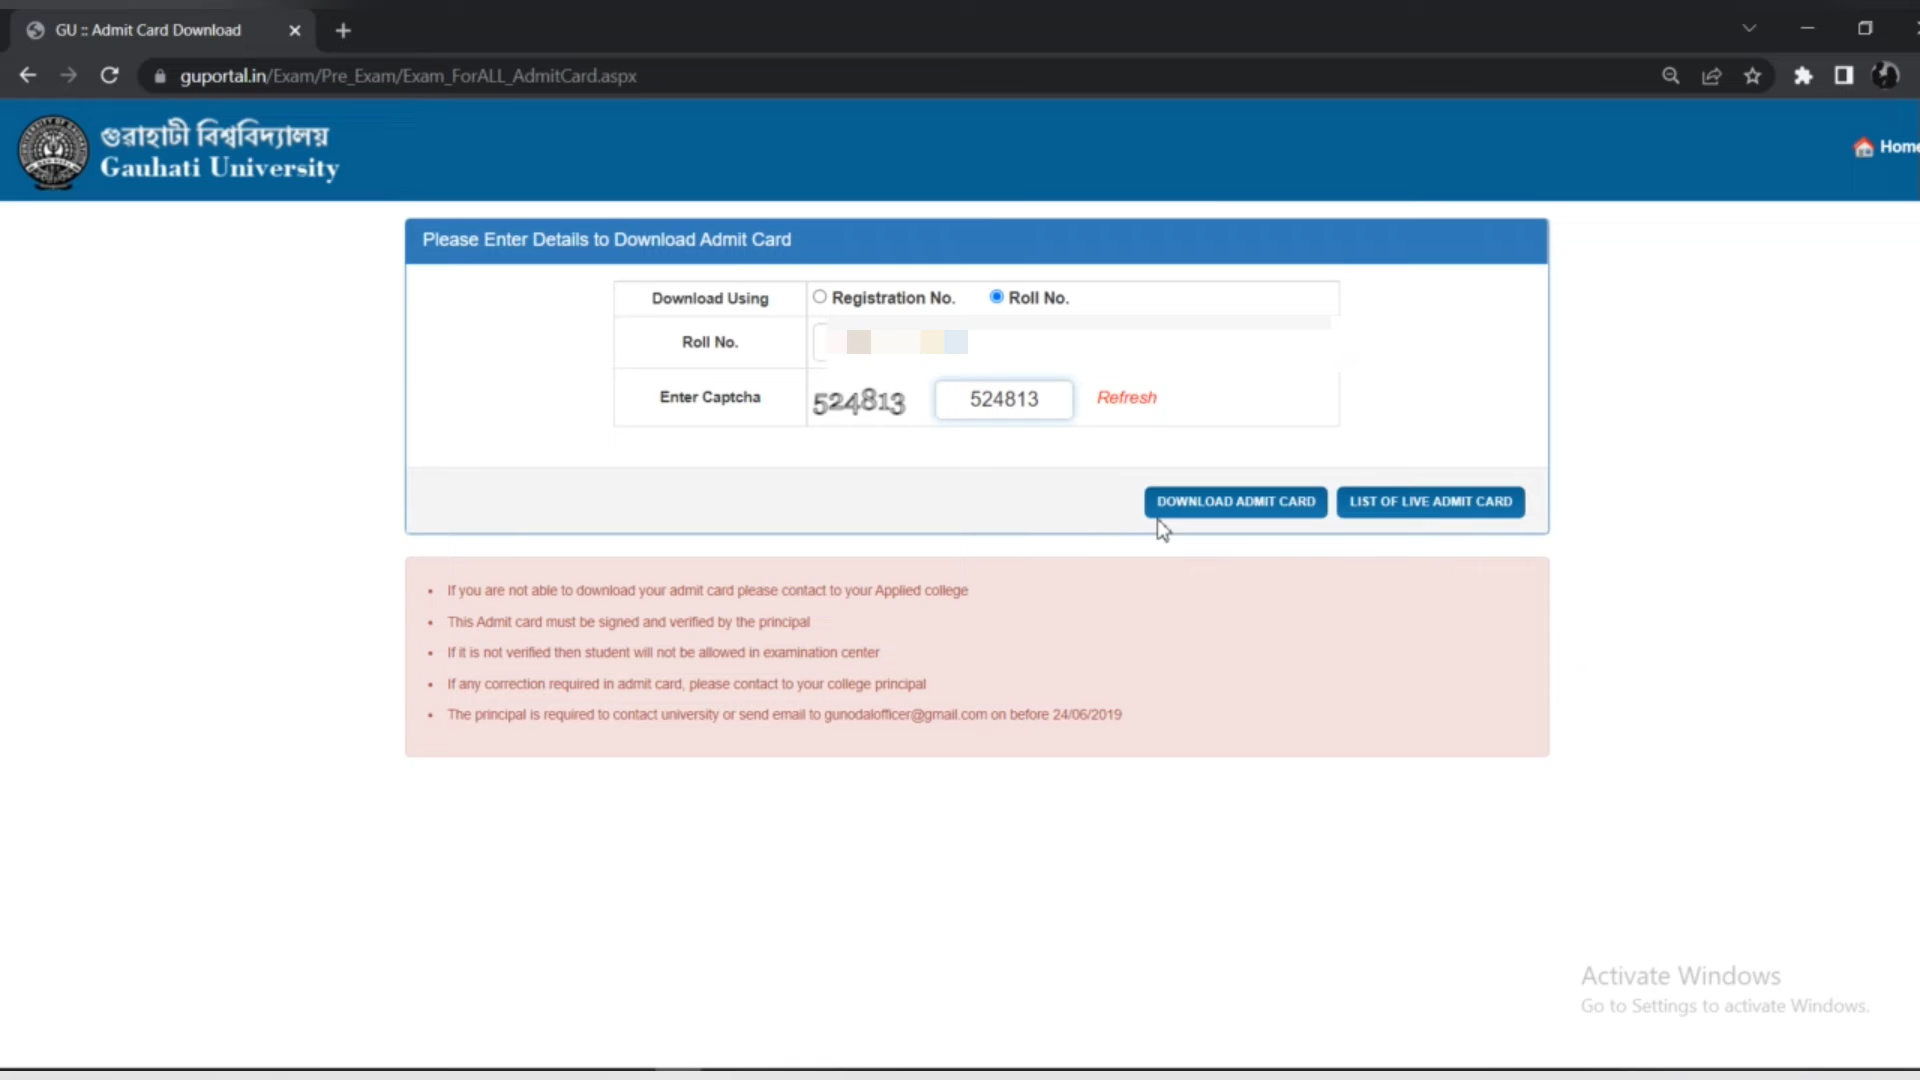 GU :: Admit Card Download
guportal.in/Exam/Pre_Exam/Exam_ForALL_AdmitCard.aspx
গুৱাহাটী বিশ্ববিদ্যালয়
Gauhati University
Home
Please Enter Details to Download Admit Card
Download Using Registration No. Roll No.
Roll No.
Enter Captcha 524813 524813 Refresh
DOWNLOAD ADMIT CARD LIST OF LIVE ADMIT CARD
• If you are not able to download your admit card please contact to your Applied college
• This Admit card must be signed and verified by the principal
• If it is not verified then student will not be allowed in examination center
• If any correction required in admit card, please contact to your college principal
• The principal is required to contact university or send email to gunodalofficer@gmail.com on before 24/06/2019
Activate Windows
Go to Settings to activate Windows.